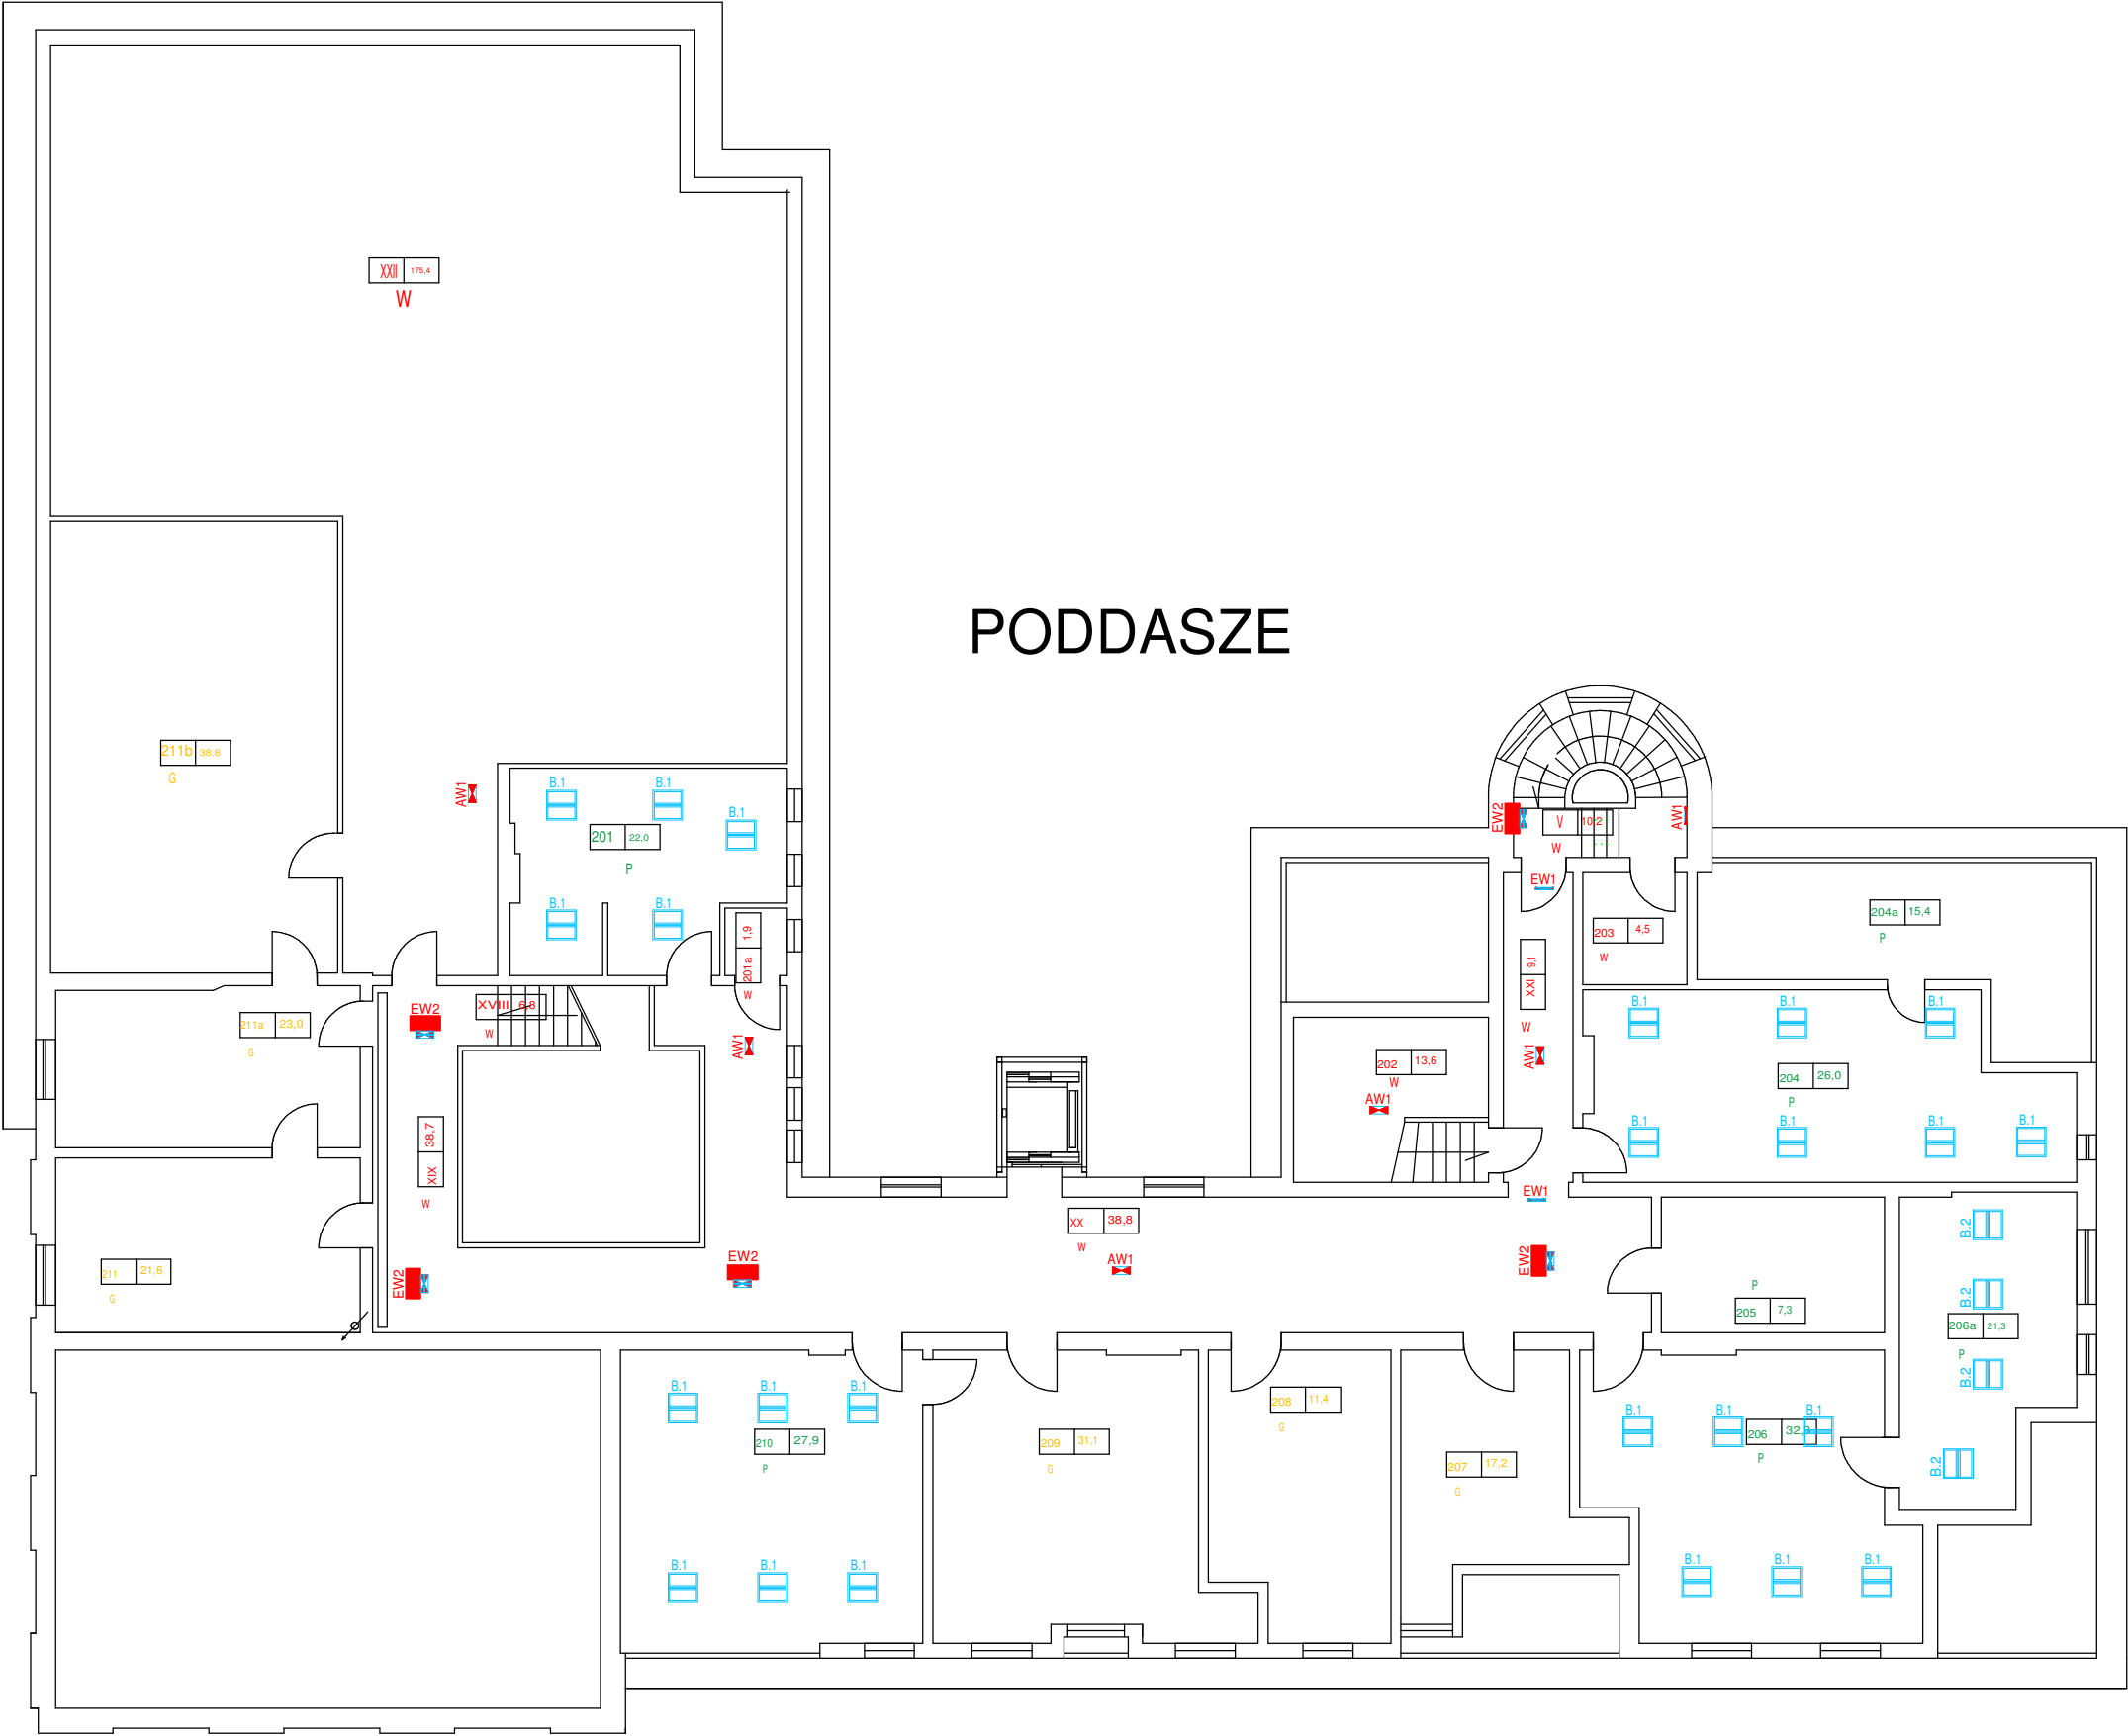 XXII 175,4
W
PODDASZE
211b 38,8
G
AW1
B.1 B.1
B.1
201 22,0
P
B.1 B.1
201a 1,9
W
AW1
EW2
XVIII 6,8
W
211a 23,0
G
XIX 38,7
W
211 21,6
G
EW2
EW2
XX 38,8
W
AW1
EW2
V 10,2
W
AW1
EW1
203 4,5
W
XXI 9,1
W
AW1
202 13,6
W
AW1
EW1
EW2
204a 15,4
P
B.1 B.1 B.1
204 26,0
P
B.1 B.1 B.1 B.1
P
205 7,3
B.2
B.2
206a 21,3
P
B.2
B.2
B.1 B.1 B.1
210 27,9
P
B.1 B.1 B.1
209 31,1
G
208 11,4
G
207 17,2
G
B.1 B.1 B.1
206
P
B.1 B.1 B.1